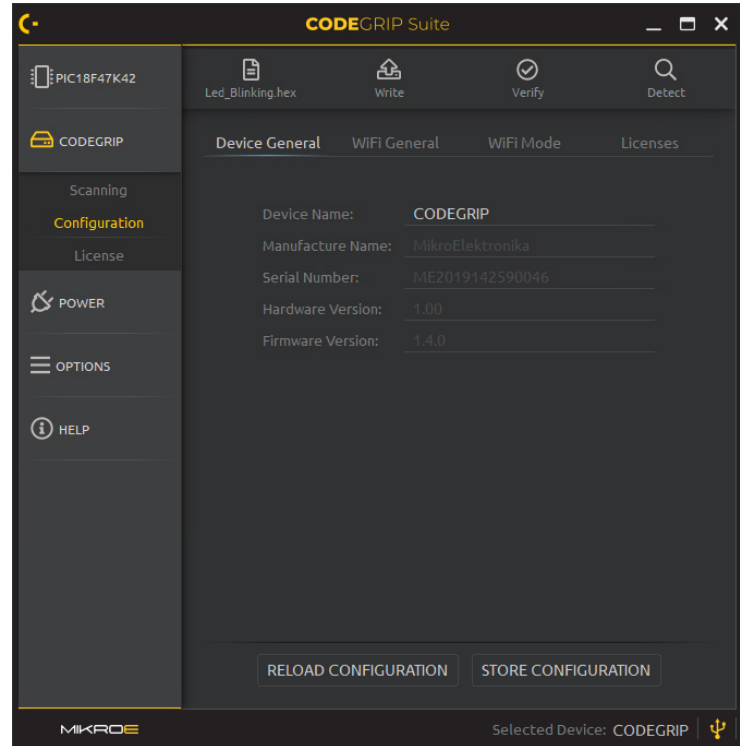 CODEGRIP Suite
PIC18F47K42
Led_Blinking.hex
Write
Verify
Detect
CODEGRIP
Scanning
Configuration
License
POWER
OPTIONS
HELP
Device General
WiFi General
WiFi Mode
Licenses
Device Name: CODEGRIP
Manufacture Name: MikroElektronika
Serial Number: ME2019142590046
Hardware Version: 1.00
Firmware Version: 1.4.0
RELOAD CONFIGURATION
STORE CONFIGURATION
MIKROE
Selected Device: CODEGRIP